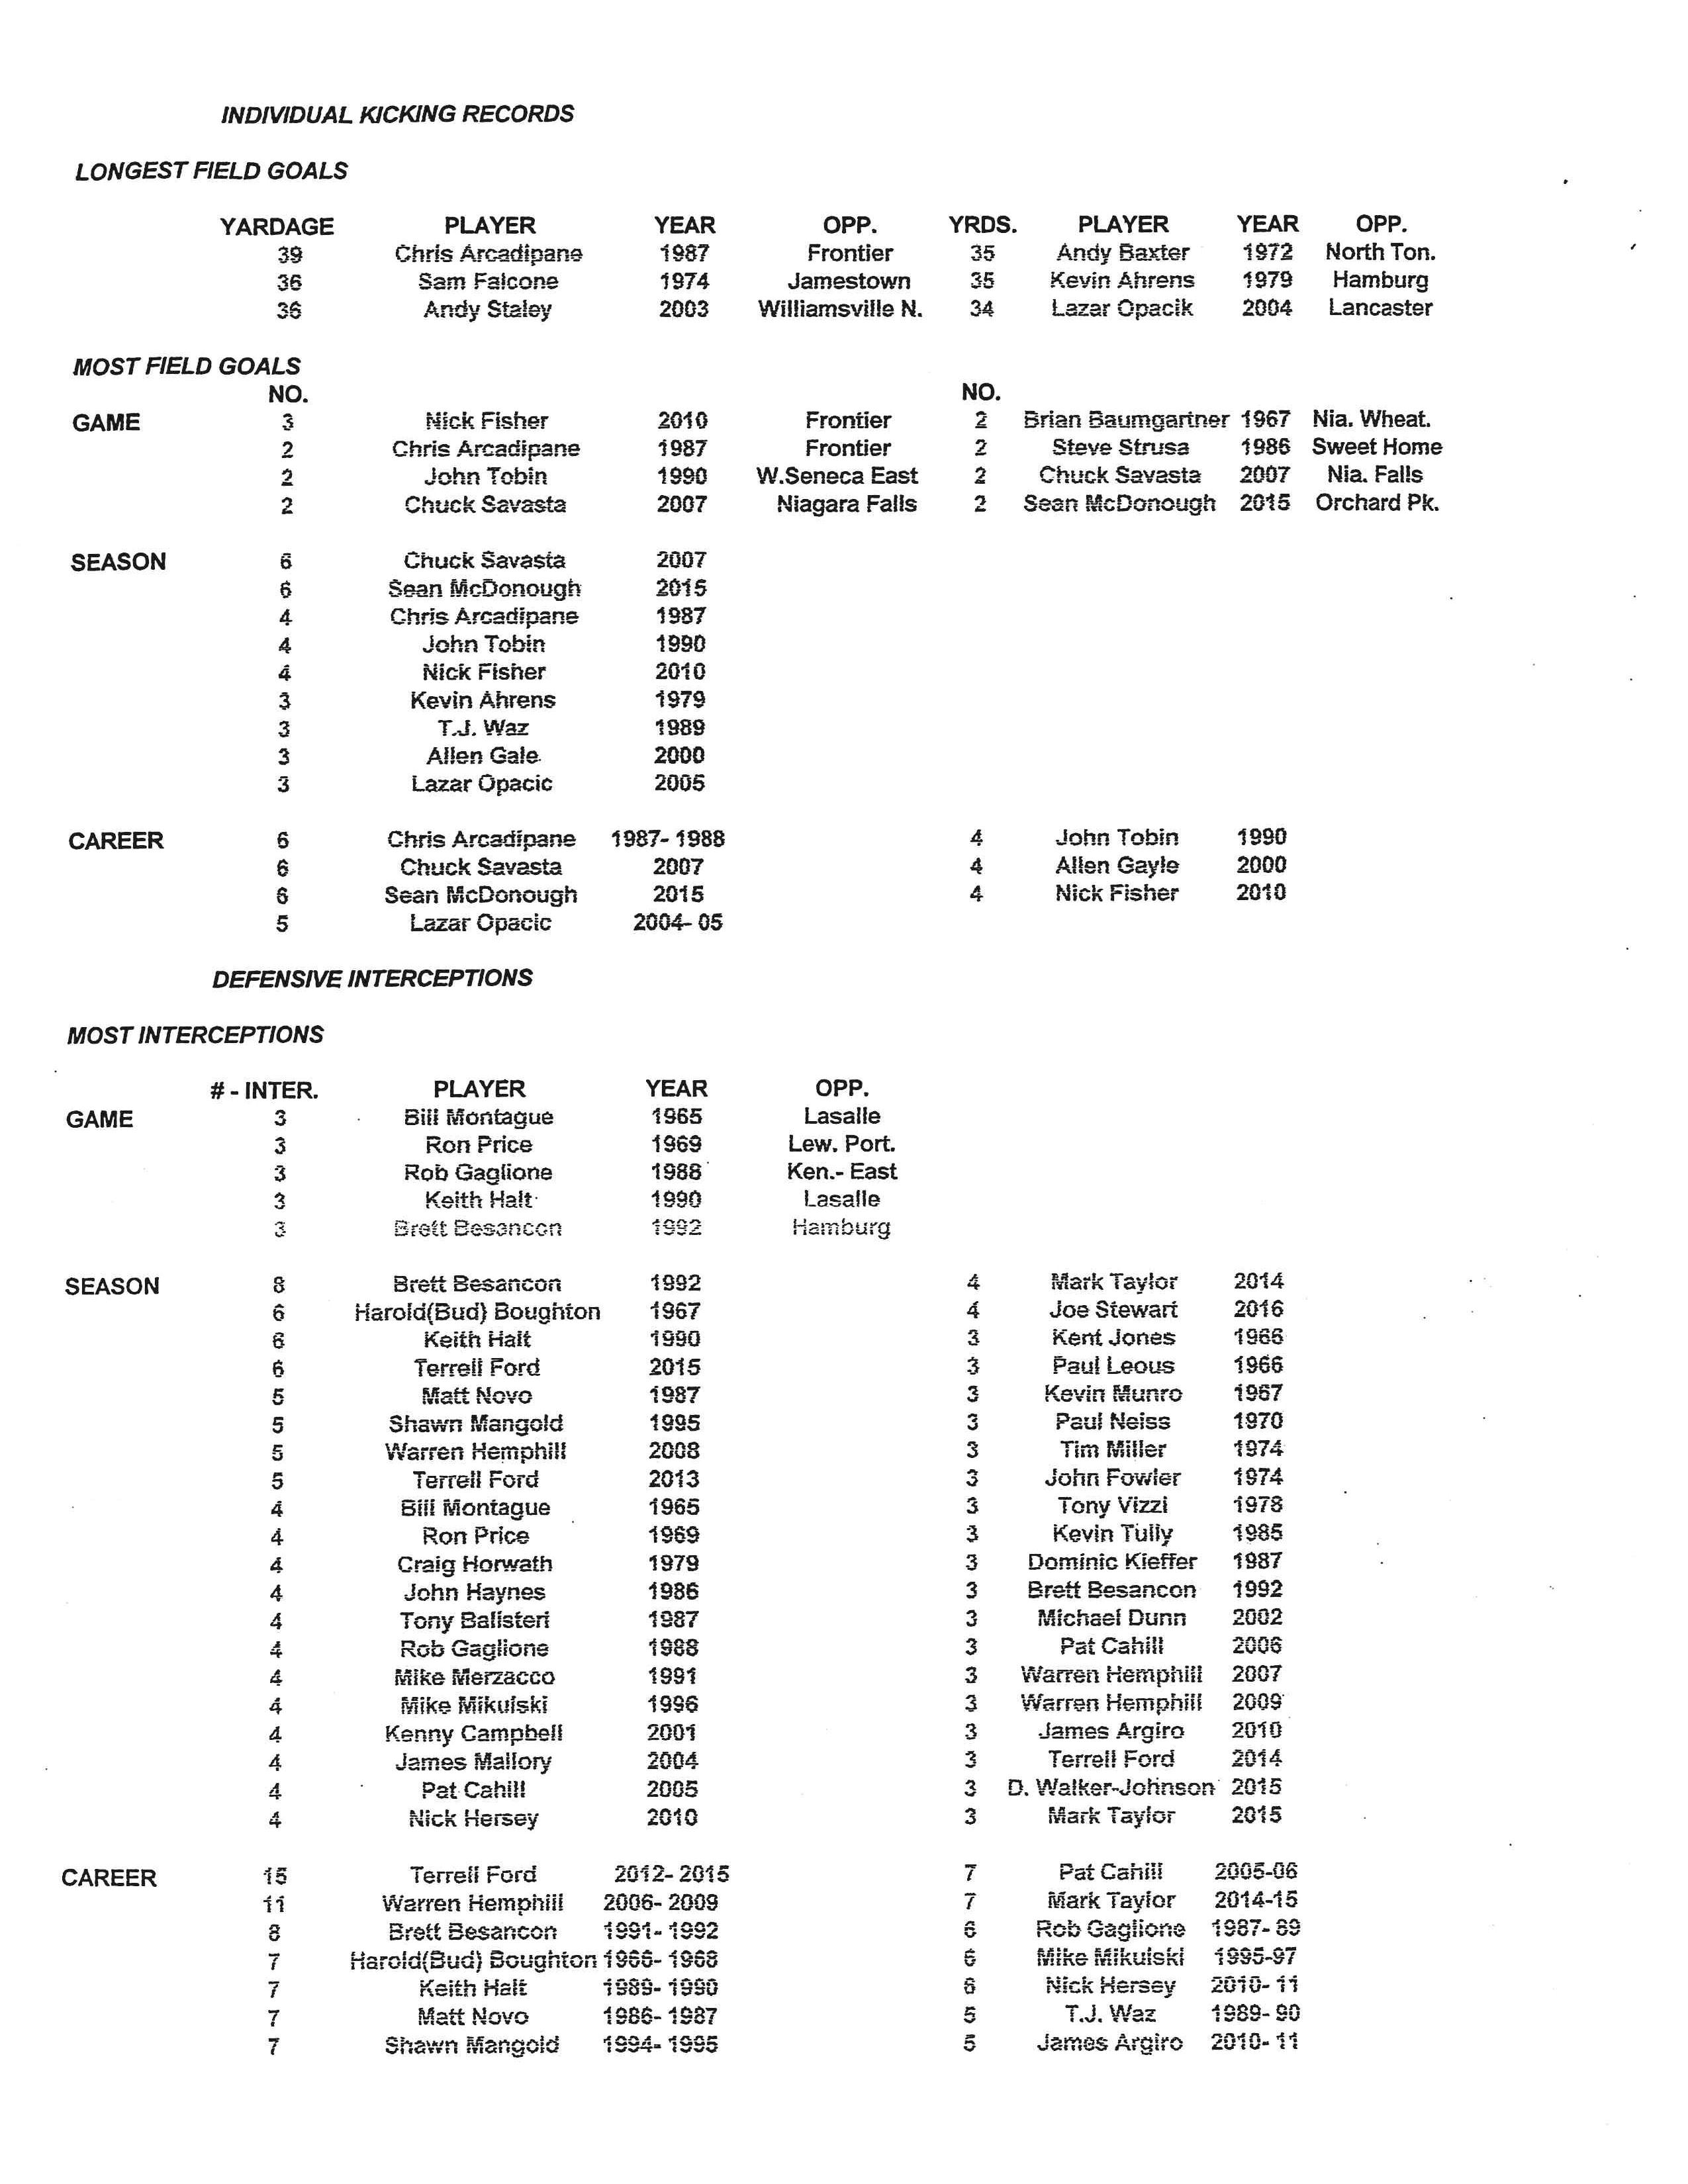 INDIVIDUAL KICKING RECORDS
LONGEST FIELD GOALS
YARDAGE PLAYER YEAR OPP. YRDS. PLAYER YEAR OPP.
39 Chris Arcadipane 1987 Frontier 35 Andy Baxter 1972 North Ton.
36 Sam Falcone 1974 Jamestown 35 Kevin Ahrens 1979 Hamburg
36 Andy Staley 2003 Williamsville N. 34 Lazar Opacik 2004 Lancaster
MOST FIELD GOALS
NO. NO.
GAME 3 Nick Fisher 2010 Frontier 2 Brian Baumgartner 1967 Nia. Wheat.
2 Chris Arcadipane 1987 Frontier 2 Steve Strusa 1986 Sweet Home
2 John Tobin 1990 W.Seneca East 2 Chuck Savasta 2007 Nia. Falls
2 Chuck Savasta 2007 Niagara Falls 2 Sean McDonough 2015 Orchard Pk.
SEASON 6 Chuck Savasta 2007
6 Sean McDonough 2015
4 Chris Arcadipane 1987
4 John Tobin 1990
4 Nick Fisher 2010
3 Kevin Ahrens 1979
3 T.J. Waz 1989
3 Allen Gale 2000
3 Lazar Opacic 2005
CAREER 6 Chris Arcadipane 1987- 1988 4 John Tobin 1990
6 Chuck Savasta 2007 4 Allen Gayle 2000
6 Sean McDonough 2015 4 Nick Fisher 2010
5 Lazar Opacic 2004- 05
DEFENSIVE INTERCEPTIONS
MOST INTERCEPTIONS
# - INTER. PLAYER YEAR OPP.
GAME 3 Bill Montague 1965 Lasalle
3 Ron Price 1969 Lew. Port.
3 Rob Gaglione 1988 Ken.- East
3 Keith Halt 1990 Lasalle
3 Brett Besancon 1992 Hamburg
SEASON 8 Brett Besancon 1992 4 Mark Taylor 2014
6 Harold(Bud) Boughton 1967 4 Joe Stewart 2016
6 Keith Halt 1990 3 Kent Jones 1966
6 Terrell Ford 2015 3 Paul Leous 1966
5 Matt Novo 1987 3 Kevin Munro 1967
5 Shawn Mangold 1995 3 Paul Neiss 1970
5 Warren Hemphill 2008 3 Tim Miller 1974
5 Terrell Ford 2013 3 John Fowler 1974
4 Bill Montague 1965 3 Tony Vizzi 1978
4 Ron Price 1969 3 Kevin Tully 1985
4 Craig Horwath 1979 3 Dominic Kieffer 1987
4 John Haynes 1986 3 Brett Besancon 1992
4 Tony Balisteri 1987 3 Michael Dunn 2002
4 Rob Gaglione 1988 3 Pat Cahill 2006
4 Mike Merzacco 1991 3 Warren Hemphill 2007
4 Mike Mikulski 1996 3 Warren Hemphill 2009
4 Kenny Campbell 2001 3 James Argiro 2010
4 James Mallory 2004 3 Terrell Ford 2014
4 Pat Cahill 2005 3 D. Walker-Johnson 2015
4 Nick Hersey 2010 3 Mark Taylor 2015
CAREER 15 Terrell Ford 2012- 2015 7 Pat Cahill 2005-06
11 Warren Hemphill 2006- 2009 7 Mark Taylor 2014-15
8 Brett Besancon 1991- 1992 6 Rob Gaglione 1987- 89
7 Harold(Bud) Boughton 1966- 1968 6 Mike Mikulski 1995-97
7 Keith Halt 1989- 1990 6 Nick Hersey 2010- 11
7 Matt Novo 1986- 1987 5 T.J. Waz 1989- 90
7 Shawn Mangold 1994- 1995 5 James Argiro 2010- 11